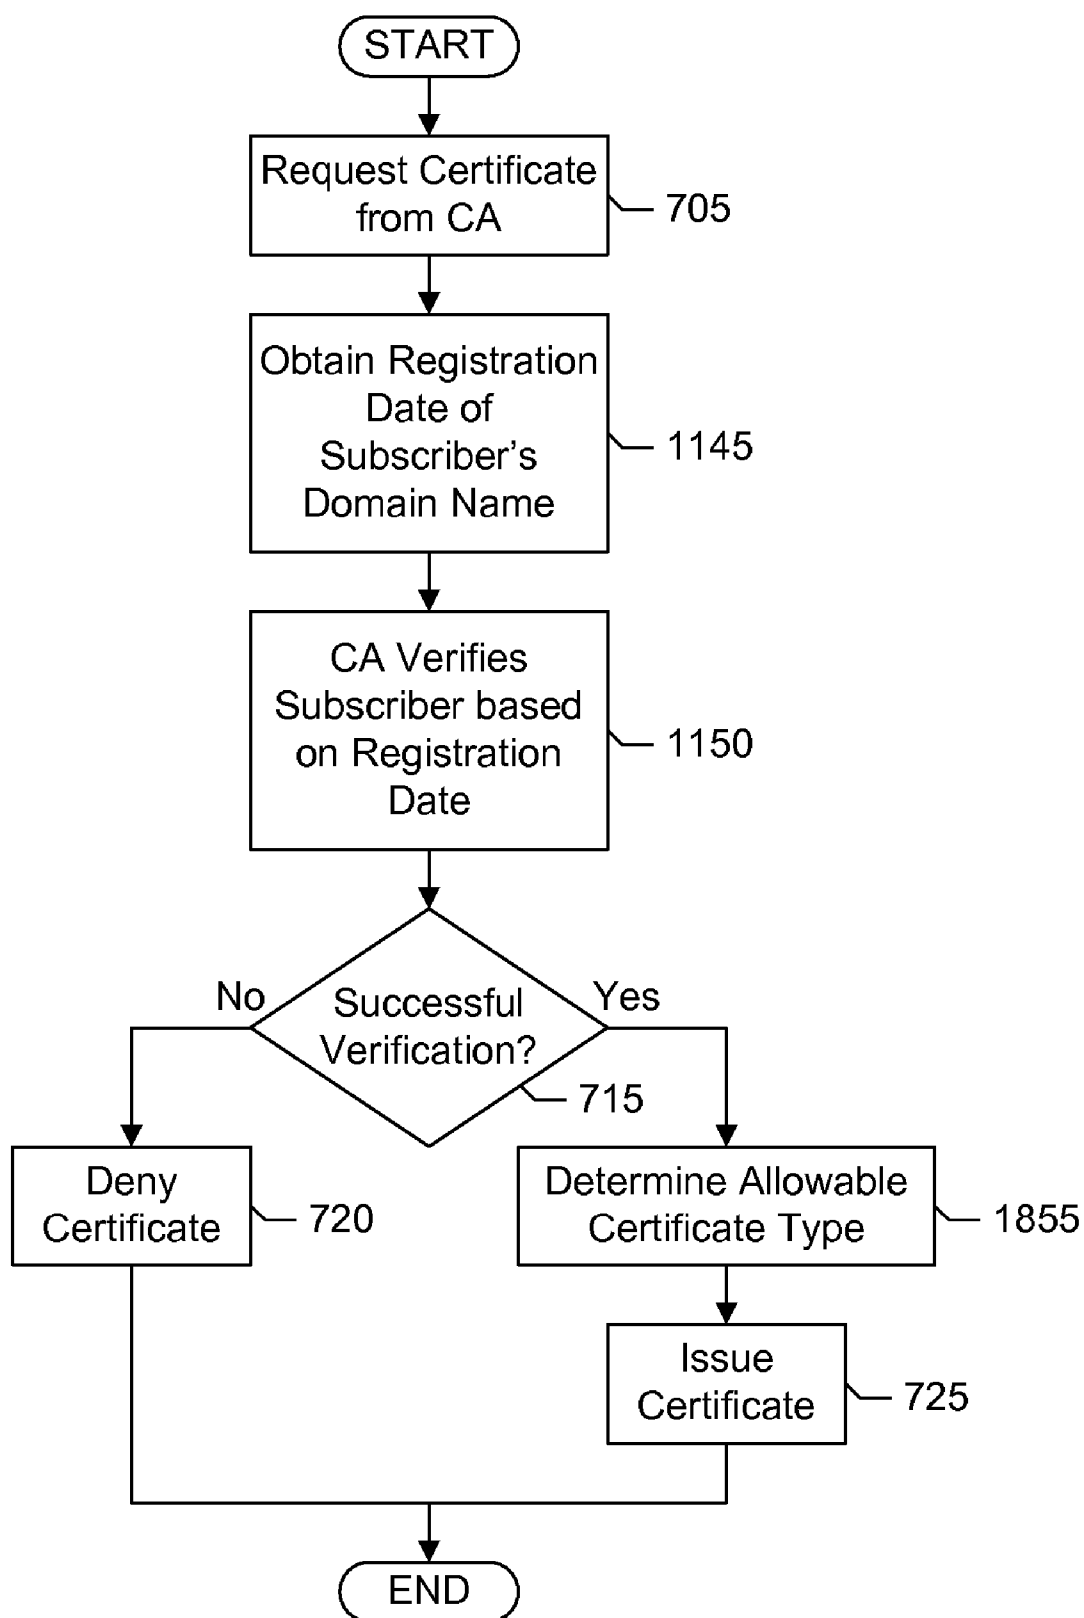 START
Request Certificate
from CA
705
Obtain Registration
Date of
Subscriber's
Domain Name
1145
CA Verifies
Subscriber based
on Registration
Date
1150
No
Yes
Successful
Verification?
715
Deny
Certificate
720
Determine Allowable
Certificate Type
1855
Issue
Certificate
725
END